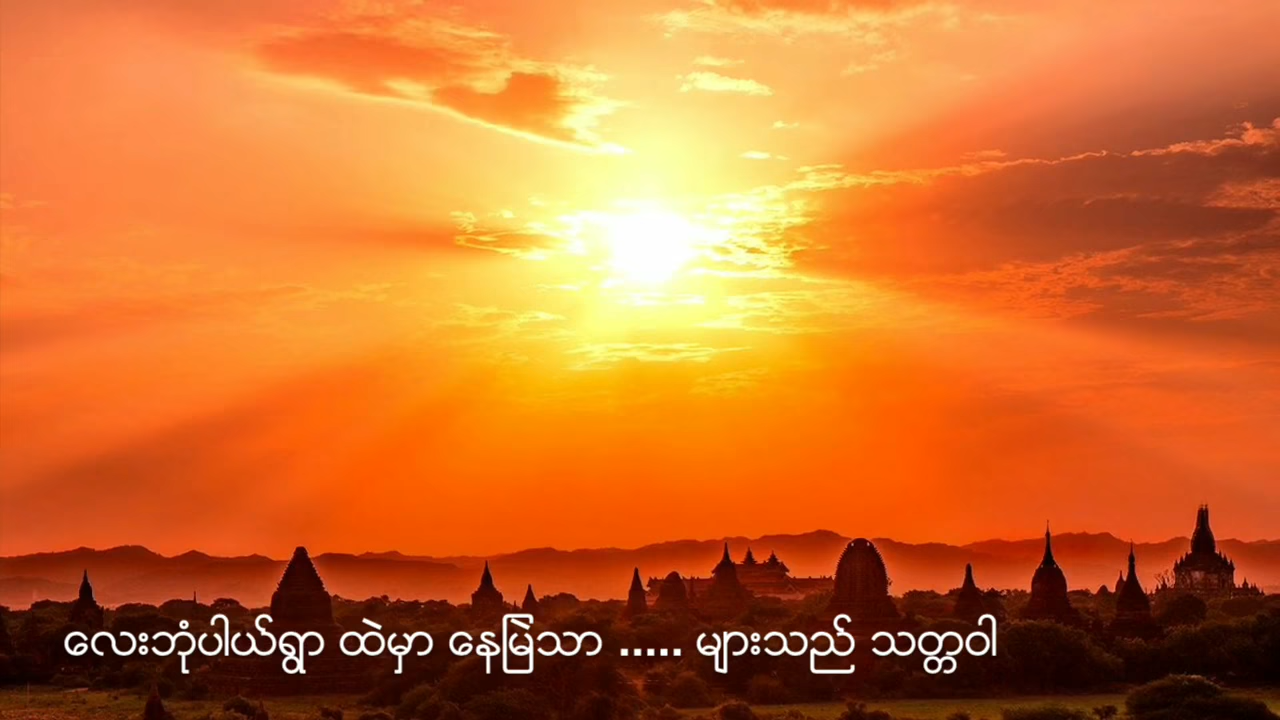 လေးဘုံပါယ်ရွာ ထဲမှာ နေမြဲသာ ..... များသည် သတ္တဝါ